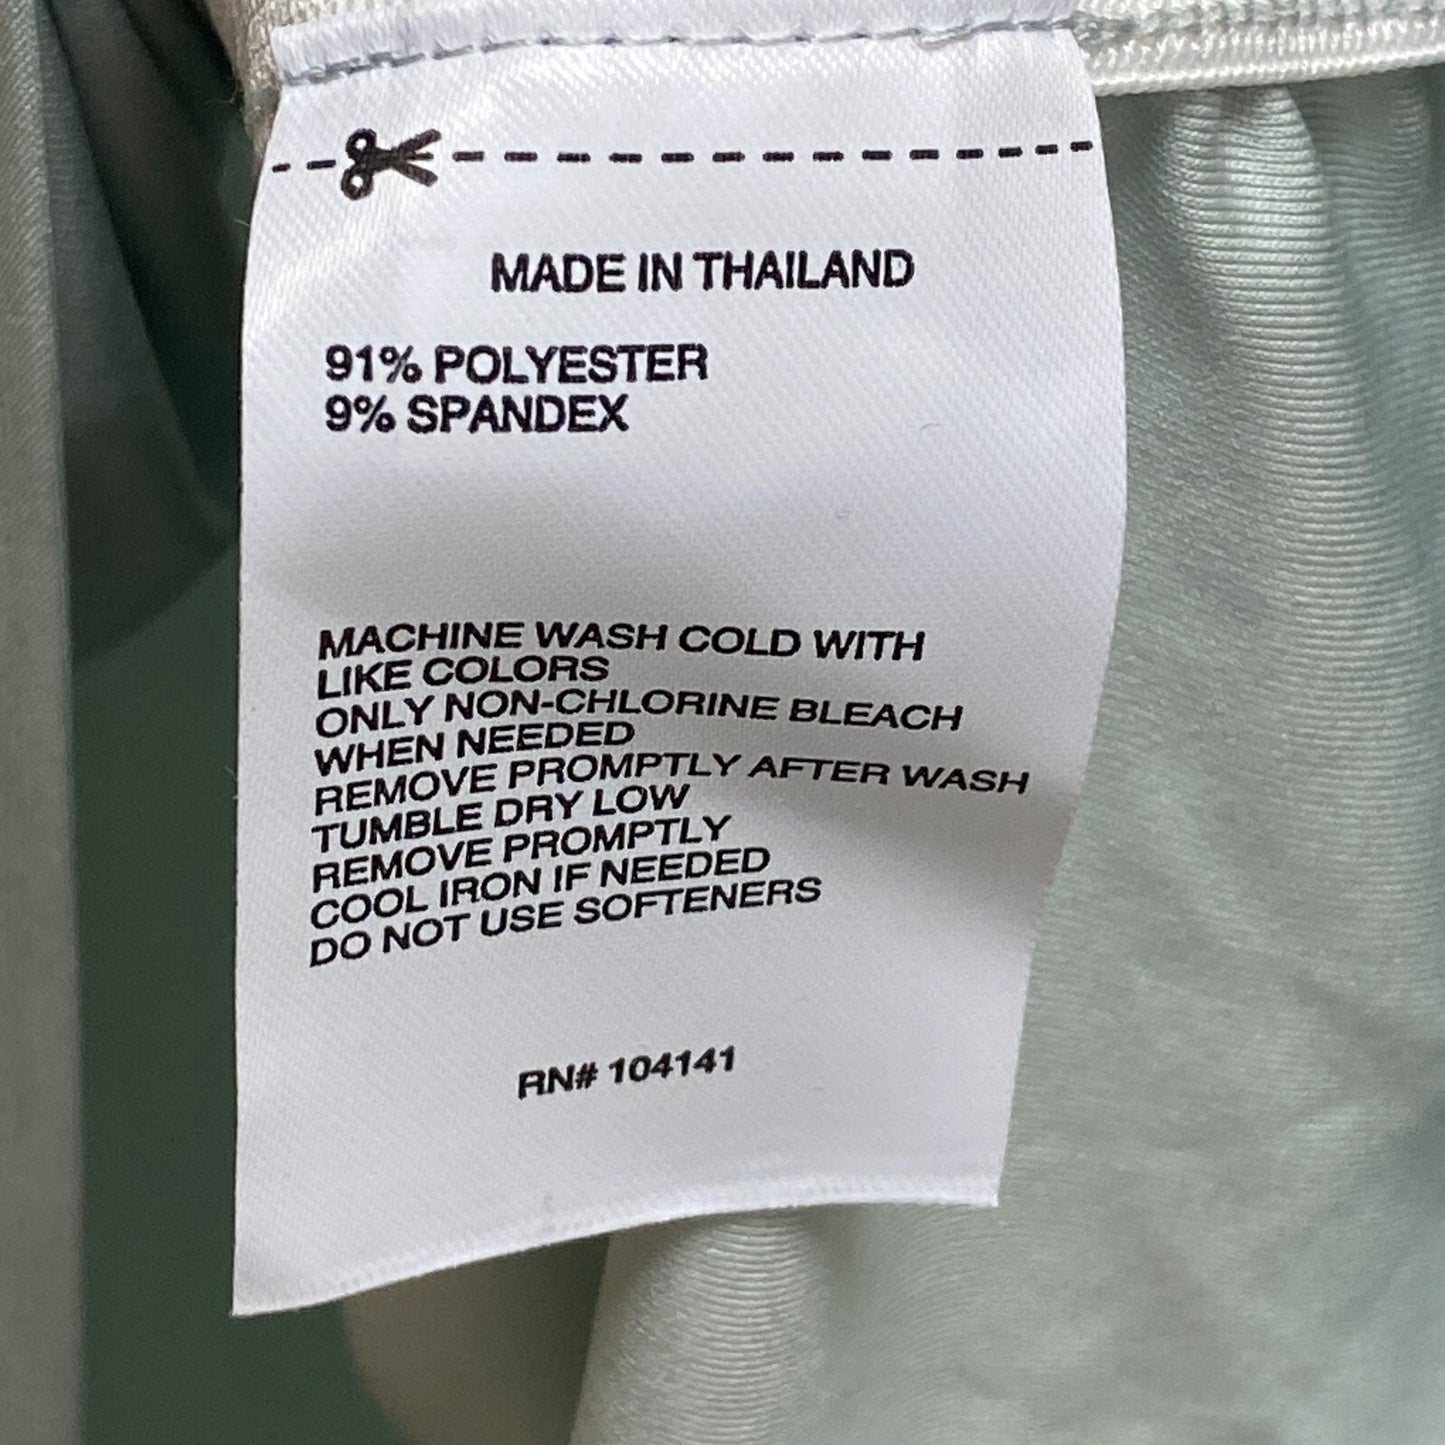 MADE IN THAILAND
91% POLYESTER
9% SPANDEX
MACHINE WASH COLD WITH
LIKE COLORS
ONLY NON-CHLORINE BLEACH
WHEN NEEDED
REMOVE PROMPTLY AFTER WASH
TUMBLE DRY LOW
REMOVE PROMPTLY
COOL IRON IF NEEDED
DO NOT USE SOFTENERS
RN# 104141